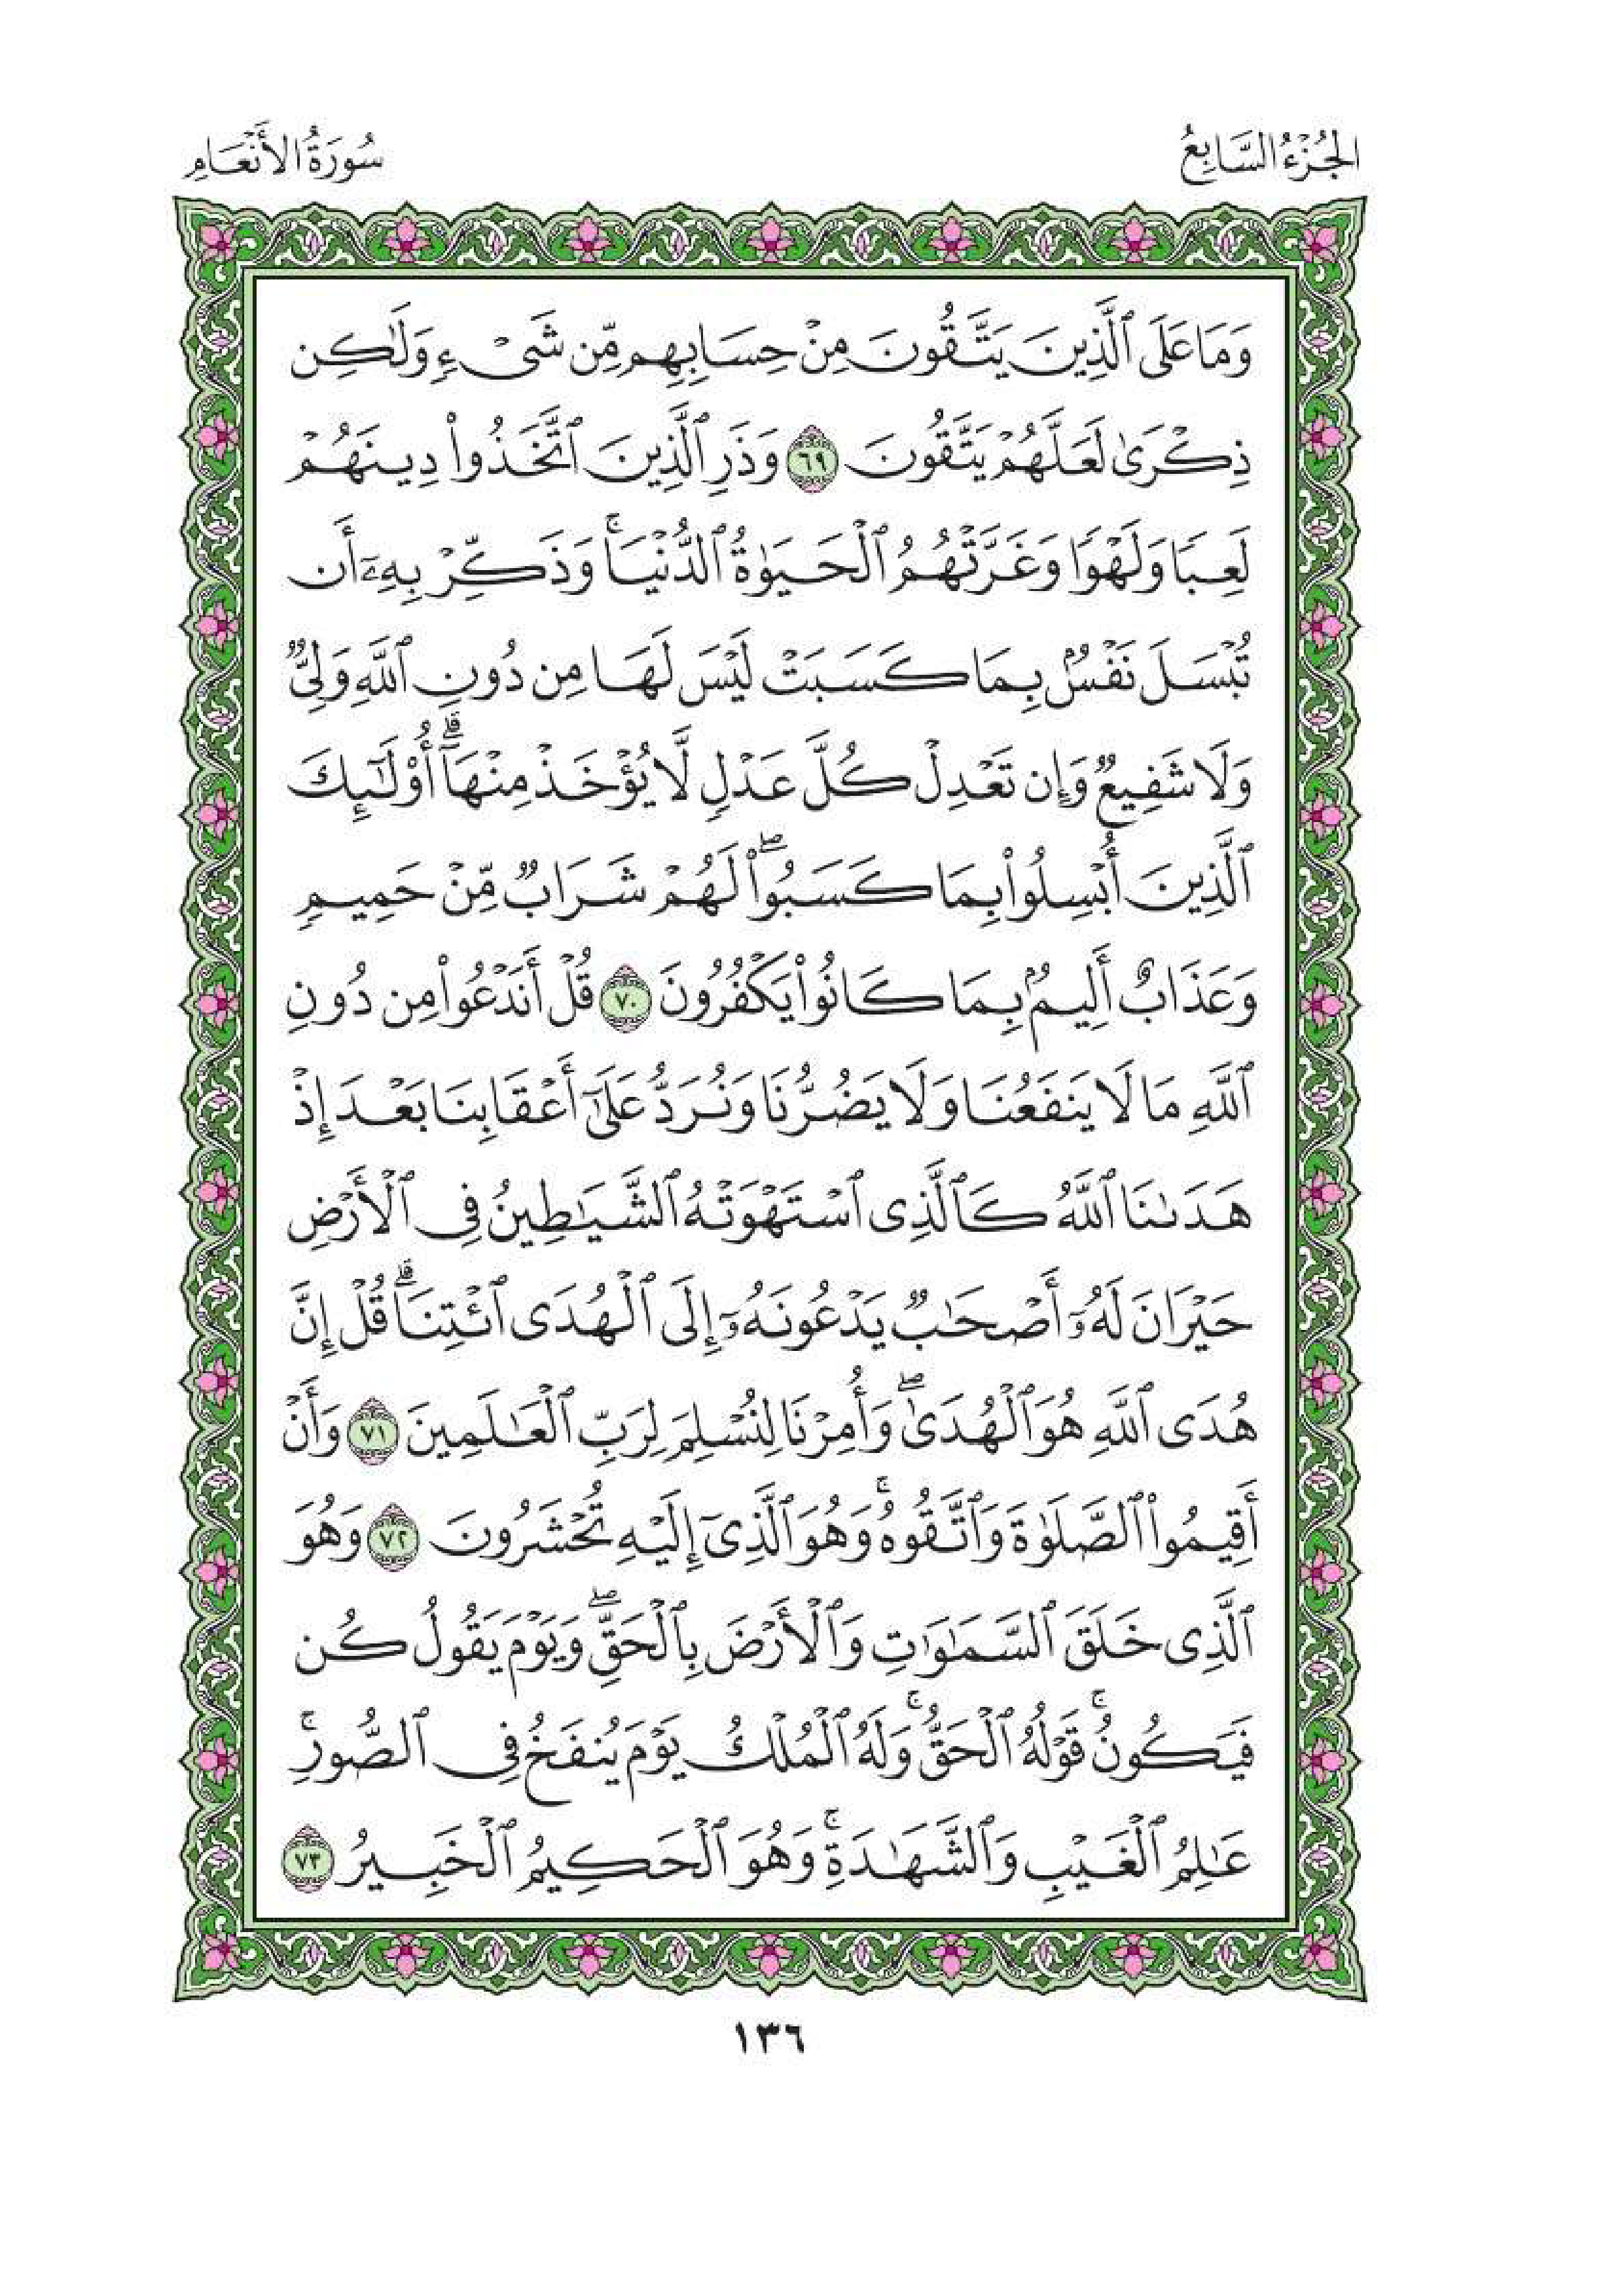 الجُزْءُ السَّابِعُ
سُورَةُ الأَنْعَامِ
وَمَا عَلَى ٱلَّذِينَ يَتَّقُونَ مِنْ حِسَابِهِم مِّن شَىْءٍ وَلَٰكِن
ذِكْرَىٰ لَعَلَّهُمْ يَتَّقُونَ ٦٩ وَذَرِ ٱلَّذِينَ ٱتَّخَذُوا۟ دِينَهُمْ
لَعِبًا وَلَهْوًا وَغَرَّتْهُمُ ٱلْحَيَوٰةُ ٱلدُّنْيَا ۚ وَذَكِّرْ بِهِۦٓ أَن
تُبْسَلَ نَفْسٌۢ بِمَا كَسَبَتْ لَيْسَ لَهَا مِن دُونِ ٱللَّهِ وَلِىٌّ
وَلَا شَفِيعٌ وَإِن تَعْدِلْ كُلَّ عَدْلٍ لَّا يُؤْخَذْ مِنْهَآ ۗ أُو۟لَٰٓئِكَ
ٱلَّذِينَ أُبْسِلُوا۟ بِمَا كَسَبُوا۟ ۖ لَهُمْ شَرَابٌ مِّنْ حَمِيمٍ
وَعَذَابٌ أَلِيمٌۢ بِمَا كَانُوا۟ يَكْفُرُونَ ٧٠ قُلْ أَنَدْعُوا۟ مِن دُونِ
ٱللَّهِ مَا لَا يَنفَعُنَا وَلَا يَضُرُّنَا وَنُرَدُّ عَلَىٰٓ أَعْقَابِنَا بَعْدَ إِذْ
هَدَىٰنَا ٱللَّهُ كَٱلَّذِى ٱسْتَهْوَتْهُ ٱلشَّيَٰطِينُ فِى ٱلْأَرْضِ
حَيْرَانَ لَهُۥٓ أَصْحَٰبٌ يَدْعُونَهُۥٓ إِلَى ٱلْهُدَى ٱئْتِنَا ۗ قُلْ إِنَّ
هُدَى ٱللَّهِ هُوَ ٱلْهُدَىٰ ۖ وَأُمِرْنَا لِنُسْلِمَ لِرَبِّ ٱلْعَٰلَمِينَ ٧١ وَأَنْ
أَقِيمُوا۟ ٱلصَّلَوٰةَ وَٱتَّقُوهُ ۚ وَهُوَ ٱلَّذِىٓ إِلَيْهِ تُحْشَرُونَ ٧٢ وَهُوَ
ٱلَّذِى خَلَقَ ٱلسَّمَٰوَٰتِ وَٱلْأَرْضَ بِٱلْحَقِّ ۖ وَيَوْمَ يَقُولُ كُن
فَيَكُونُ ۚ قَوْلُهُ ٱلْحَقُّ ۚ وَلَهُ ٱلْمُلْكُ يَوْمَ يُنفَخُ فِى ٱلصُّورِ ۚ
عَٰلِمُ ٱلْغَيْبِ وَٱلشَّهَٰدَةِ ۚ وَهُوَ ٱلْحَكِيمُ ٱلْخَبِيرُ ٧٣
١٣٦